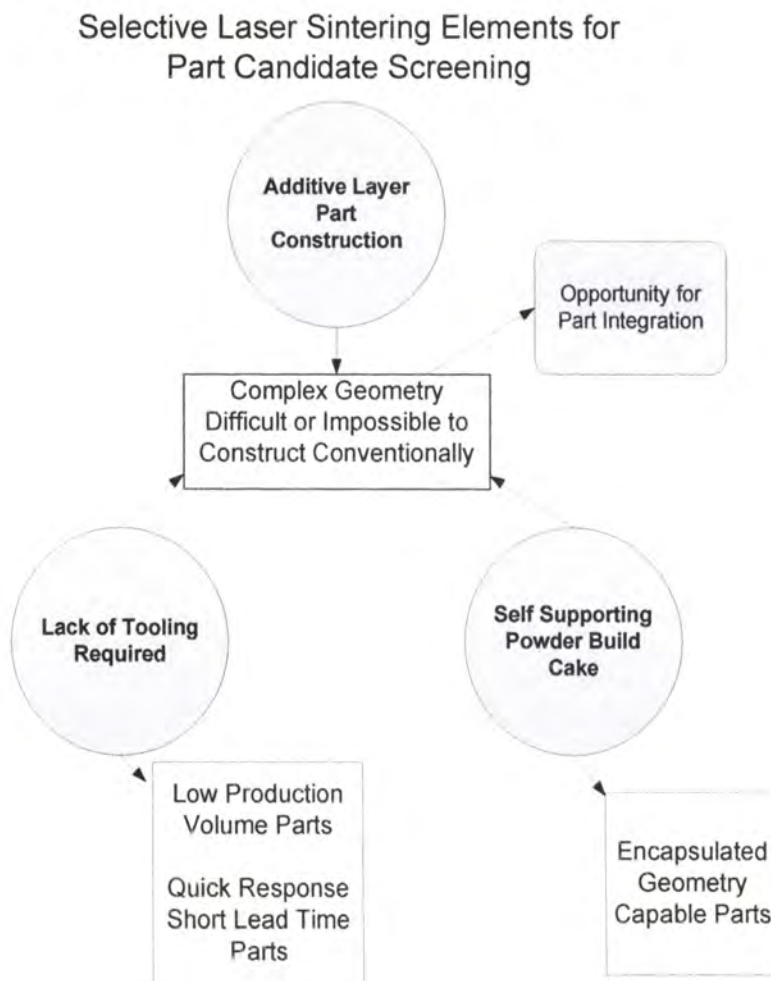 Selective Laser Sintering Elements for
Part Candidate Screening
Additive Layer
Part
Construction
Opportunity for
Part Integration
Complex Geometry
Difficult or Impossible to
Construct Conventionally
Lack of Tooling
Required
Self Supporting
Powder Build
Cake
Low Production
Volume Parts
Quick Response
Short Lead Time
Parts
Encapsulated
Geometry
Capable Parts